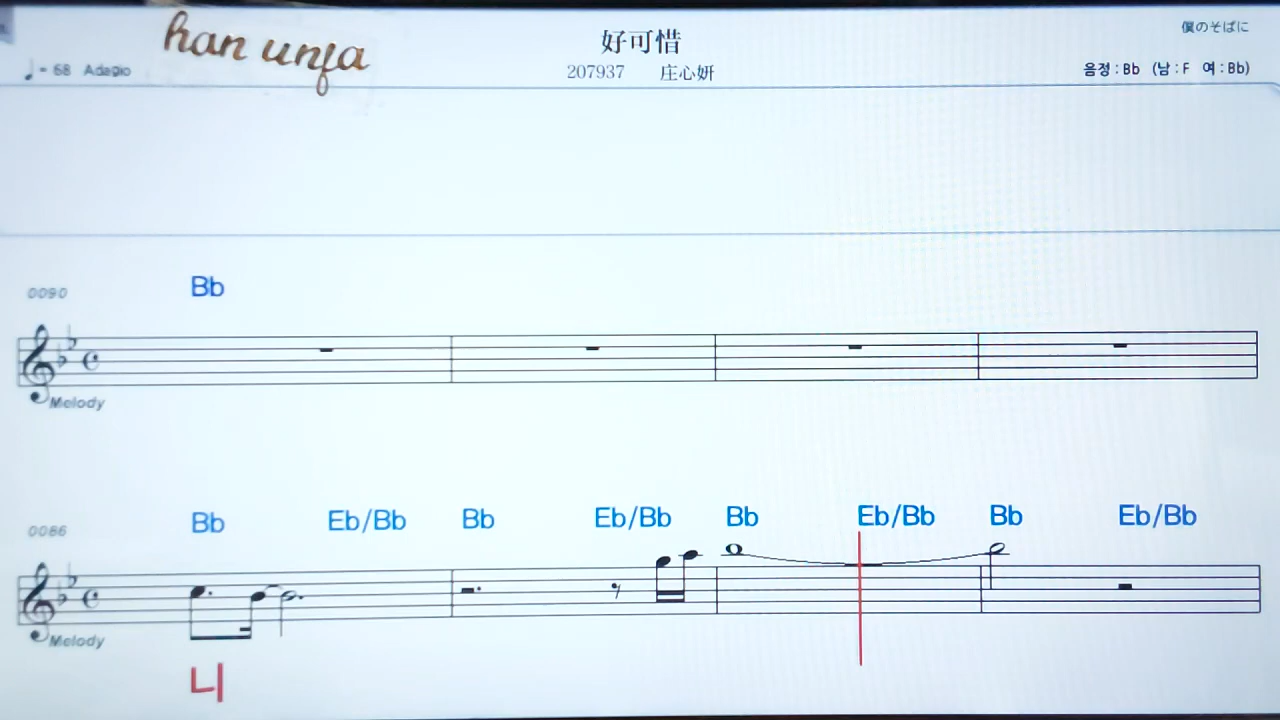 han unja
好可惜
僕のそばに
♩= 68 Adagio
207937 庄心妍
음정 : Bb (남 : F 여 : Bb)
0090
Bb
Melody
0086
Bb Eb/Bb Bb Eb/Bb Bb Eb/Bb Bb Eb/Bb
Melody
니